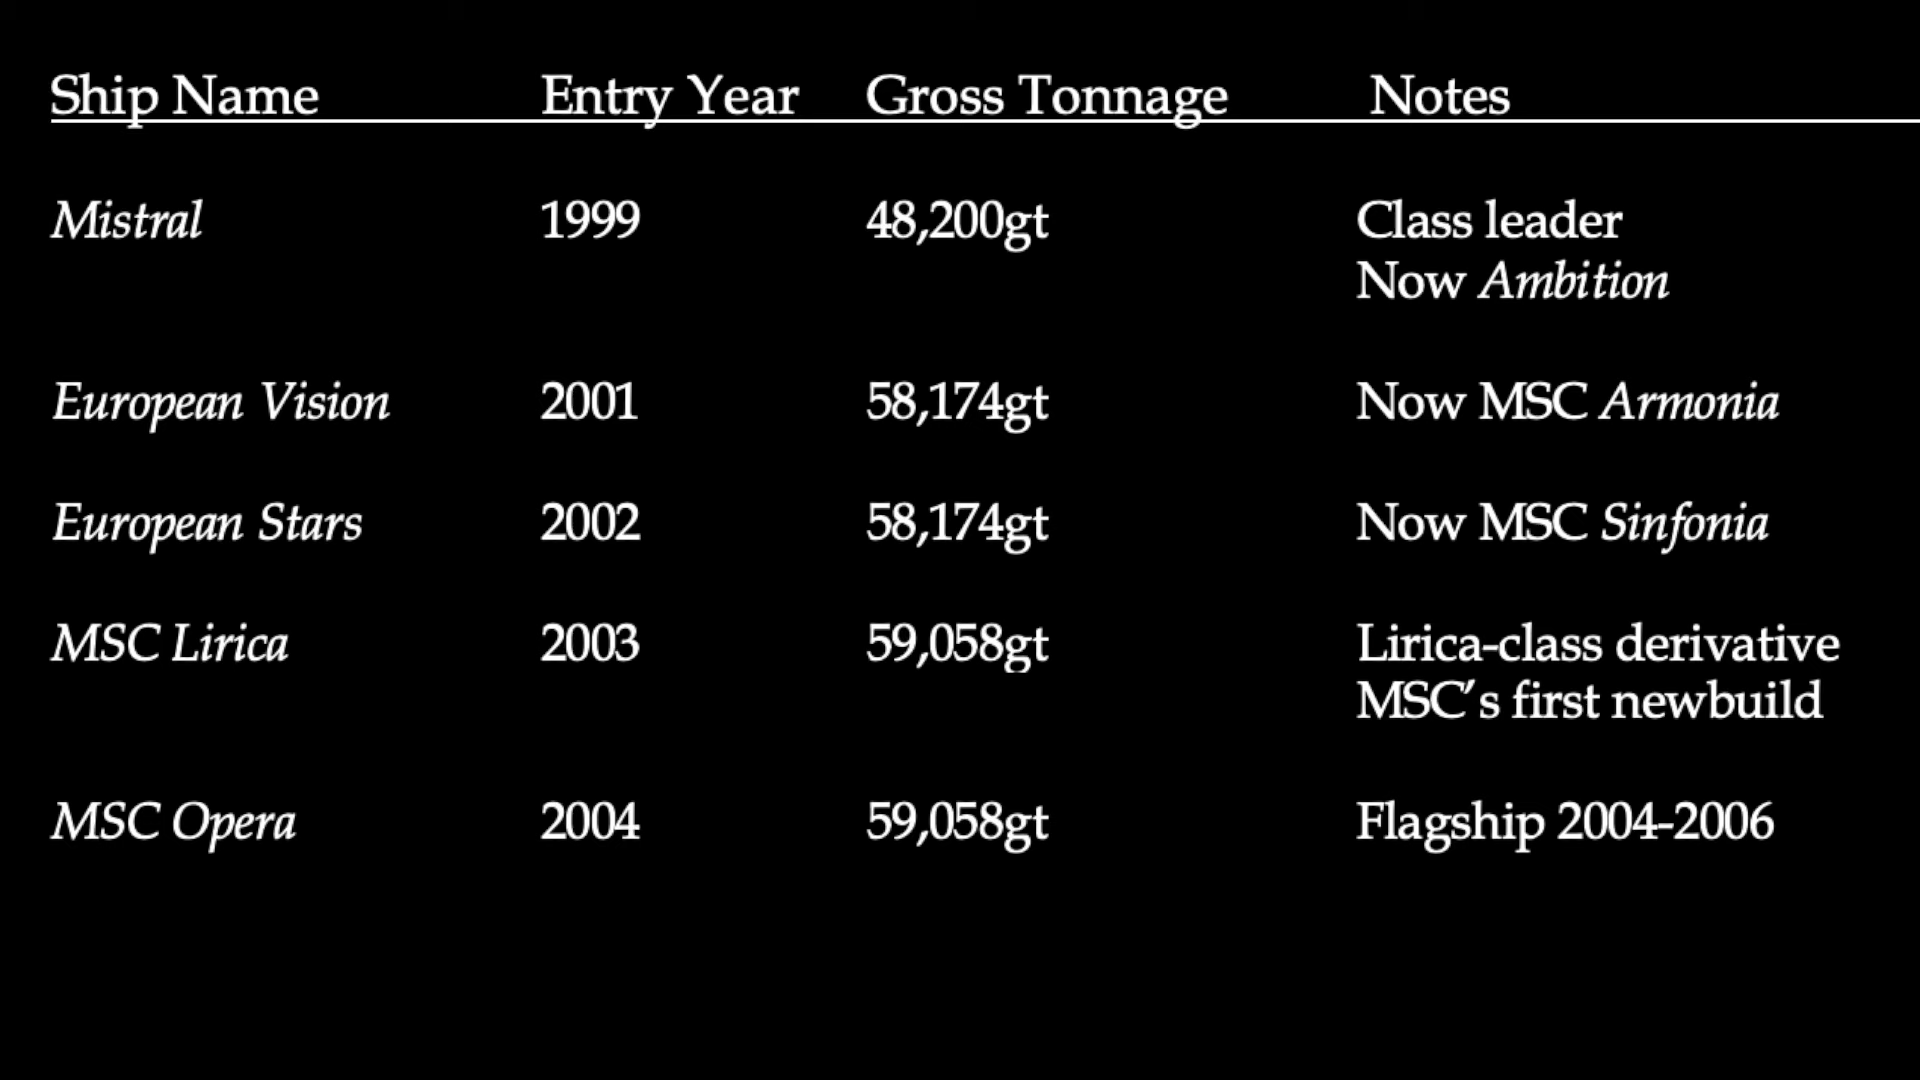 Ship Name Entry Year Gross Tonnage Notes
Mistral 1999 48,200gt Class leader
Now Ambition
European Vision 2001 58,174gt Now MSC Armonia
European Stars 2002 58,174gt Now MSC Sinfonia
MSC Lirica 2003 59,058gt Lirica-class derivative
MSC’s first newbuild
MSC Opera 2004 59,058gt Flagship 2004-2006